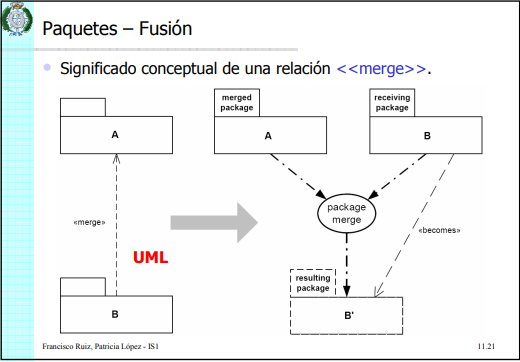 Paquetes – Fusión
Significado conceptual de una relación <<merge>>.
A
«merge»
UML
B
merged
package
A
receiving
package
B
package
merge
«becomes»
resulting
package
B'
Francisco Ruiz, Patricia López - IS1
11.21